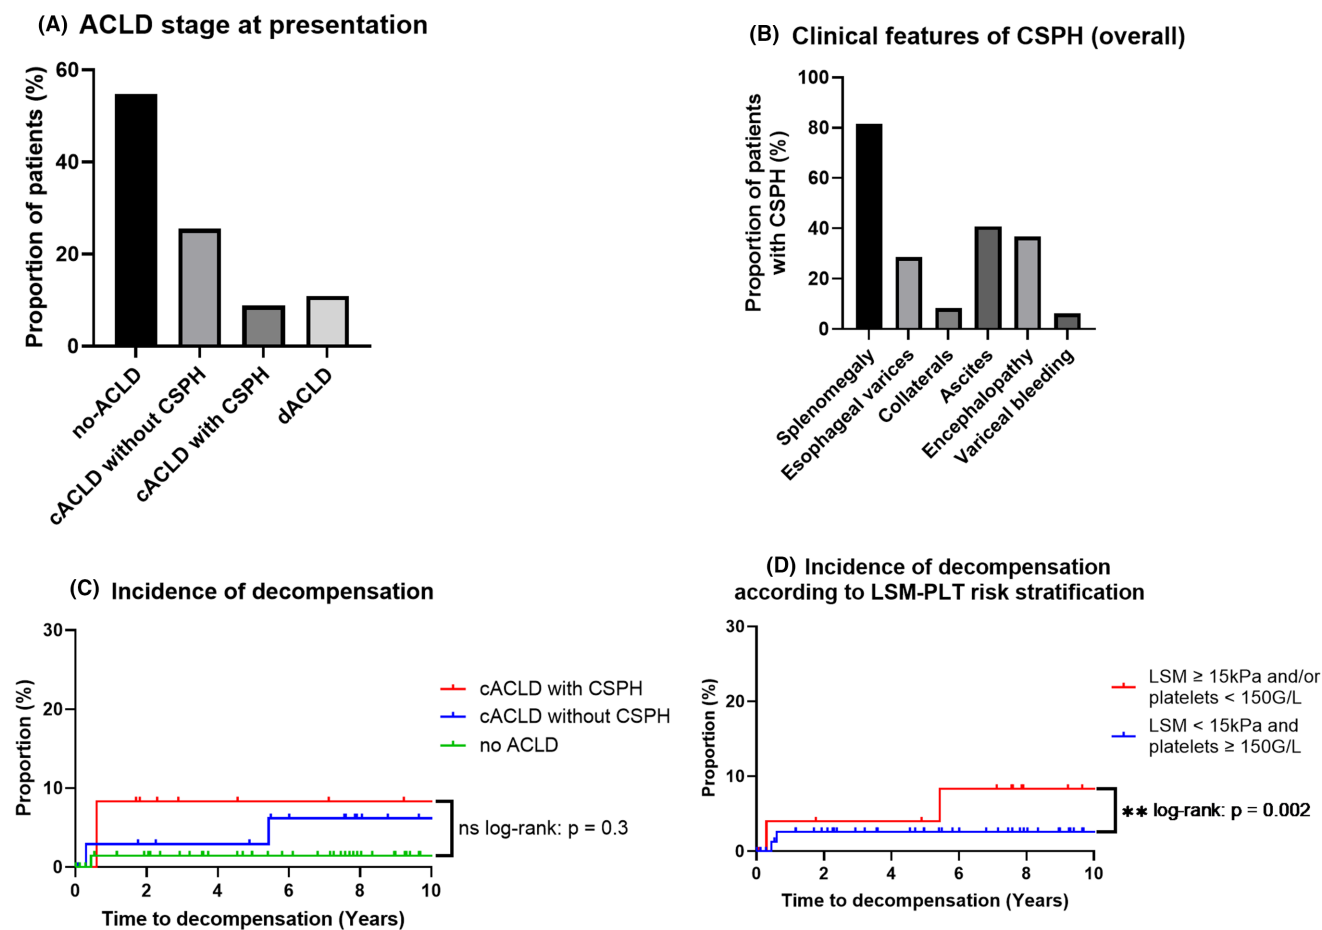 (A) ACLD stage at presentation
Proportion of patients (%)
60
40
20
0
no-ACLD
cACLD without CSPH
cACLD with CSPH
dACLD
(B) Clinical features of CSPH (overall)
Proportion of patients
with CSPH (%)
100
80
60
40
20
0
Splenomegaly
Esophageal varices
Collaterals
Ascites
Encephalopathy
Variceal bleeding
(C) Incidence of decompensation
Proportion (%)
30
20
10
0
0 2 4 6 8 10
Time to decompensation (Years)
cACLD with CSPH
cACLD without CSPH
no ACLD
ns log-rank: p = 0.3
(D) Incidence of decompensation
according to LSM-PLT risk stratification
Proportion (%)
30
20
10
0
0 2 4 6 8 10
Time to decompensation (Years)
LSM ≥ 15kPa and/or
platelets < 150G/L
LSM < 15kPa and
platelets ≥ 150G/L
** log-rank: p = 0.002